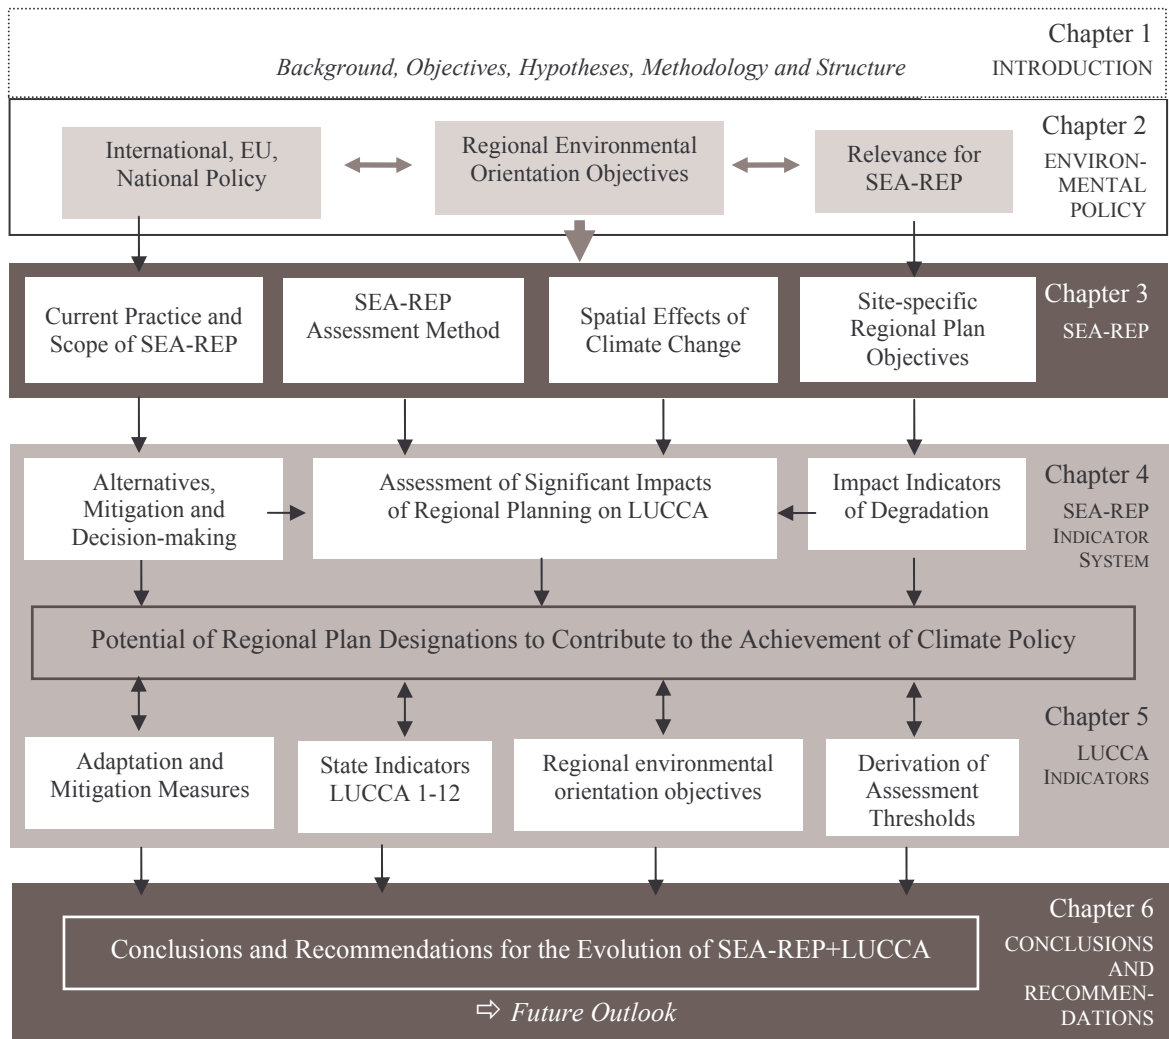 Chapter 1
Background, Objectives, Hypotheses, Methodology and Structure
INTRODUCTION
Chapter 2
ENVIRON-
MENTAL
POLICY
International, EU,
National Policy
Regional Environmental
Orientation Objectives
Relevance for
SEA-REP
Chapter 3
SEA-REP
Current Practice and
Scope of SEA-REP
SEA-REP
Assessment Method
Spatial Effects of
Climate Change
Site-specific
Regional Plan
Objectives
Chapter 4
SEA-REP
INDICATOR
SYSTEM
Alternatives,
Mitigation and
Decision-making
Assessment of Significant Impacts
of Regional Planning on LUCCA
Impact Indicators
of Degradation
Potential of Regional Plan Designations to Contribute to the Achievement of Climate Policy
Chapter 5
LUCCA
INDICATORS
Adaptation and
Mitigation Measures
State Indicators
LUCCA 1-12
Regional environmental
orientation objectives
Derivation of
Assessment
Thresholds
Chapter 6
CONCLUSIONS
AND
RECOMMEN-
DATIONS
Conclusions and Recommendations for the Evolution of SEA-REP+LUCCA
⇨ Future Outlook